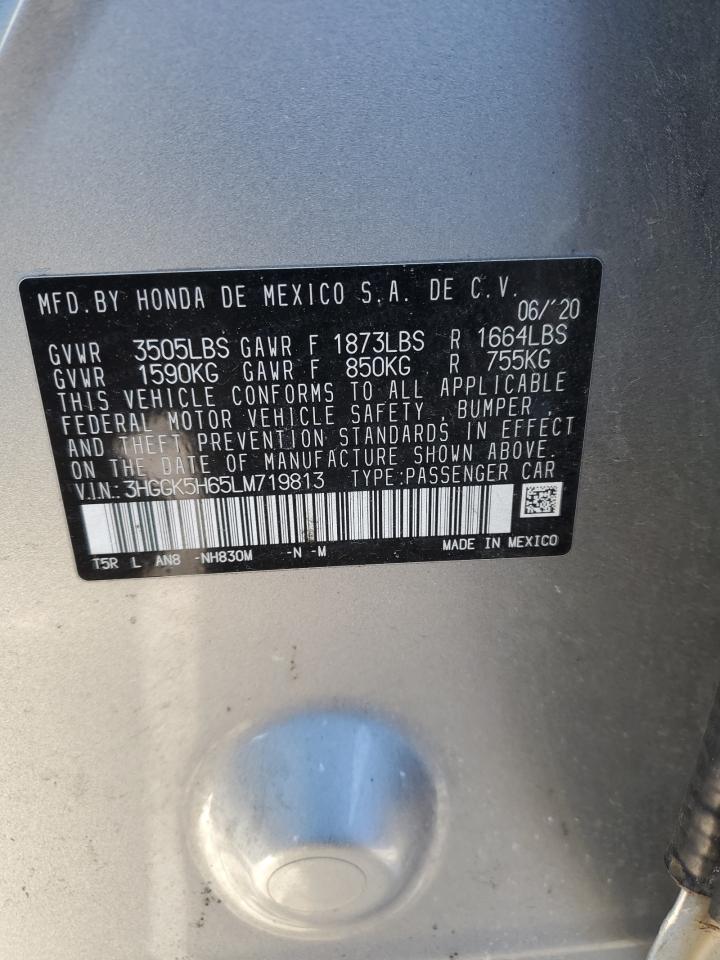 MFD.BY HONDA DE MEXICO S.A. DE C.V.
06/'20
GVWR 3505LBS GAWR F 1873LBS R 1664LBS
GVWR 1590KG GAWR F 850KG R 755KG
THIS VEHICLE CONFORMS TO ALL APPLICABLE
FEDERAL MOTOR VEHICLE SAFETY , BUMPER ,
AND THEFT PREVENTION STANDARDS IN EFFECT
ON THE DATE OF MANUFACTURE SHOWN ABOVE.
V.I.N.: 3HGGK5H65LM719813 TYPE:PASSENGER CAR
T5R L AN8 -NH830M -N -M MADE IN MEXICO